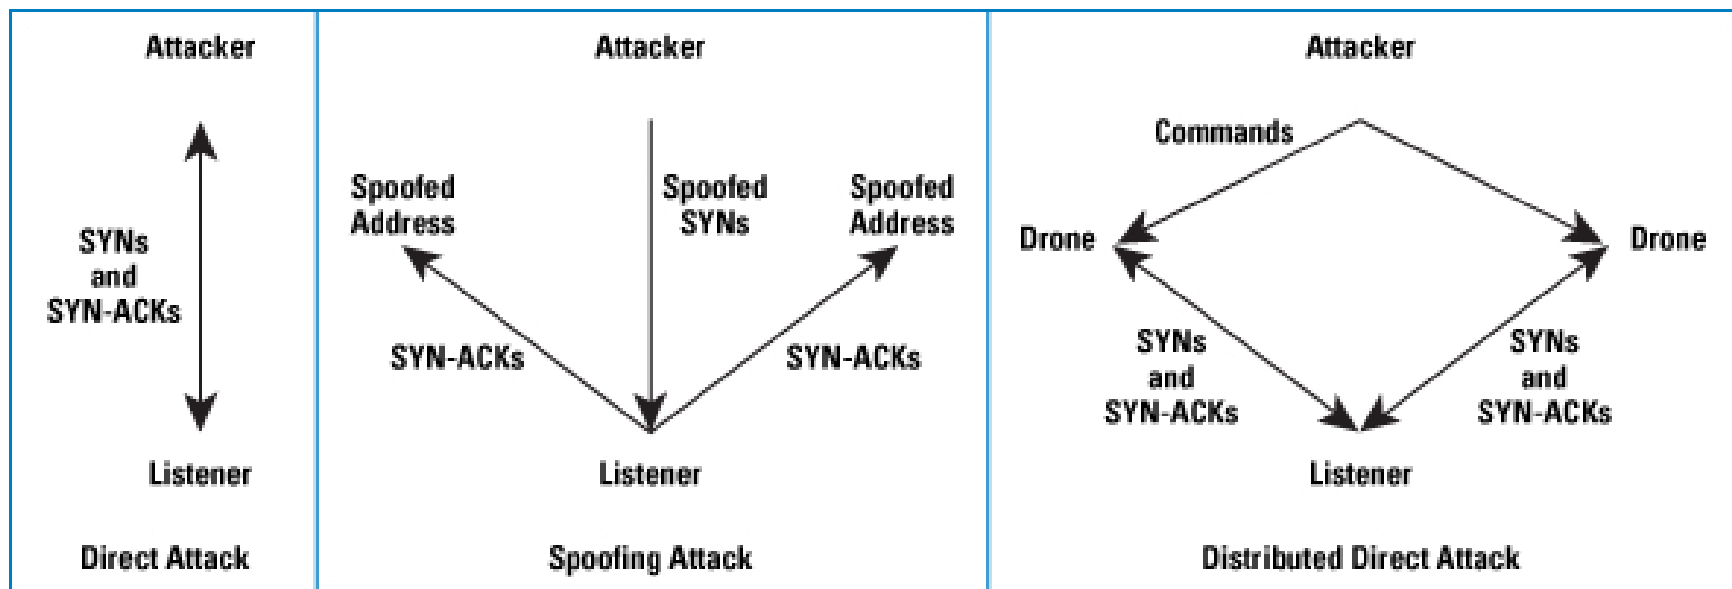 Attacker
SYNs
and
SYN-ACKs
Listener
Direct Attack
Attacker
Spoofed
Address
Spoofed
SYNs
Spoofed
Address
SYN-ACKs
SYN-ACKs
Listener
Spoofing Attack
Attacker
Commands
Drone
Drone
SYNs
and
SYN-ACKs
SYNs
and
SYN-ACKs
Listener
Distributed Direct Attack